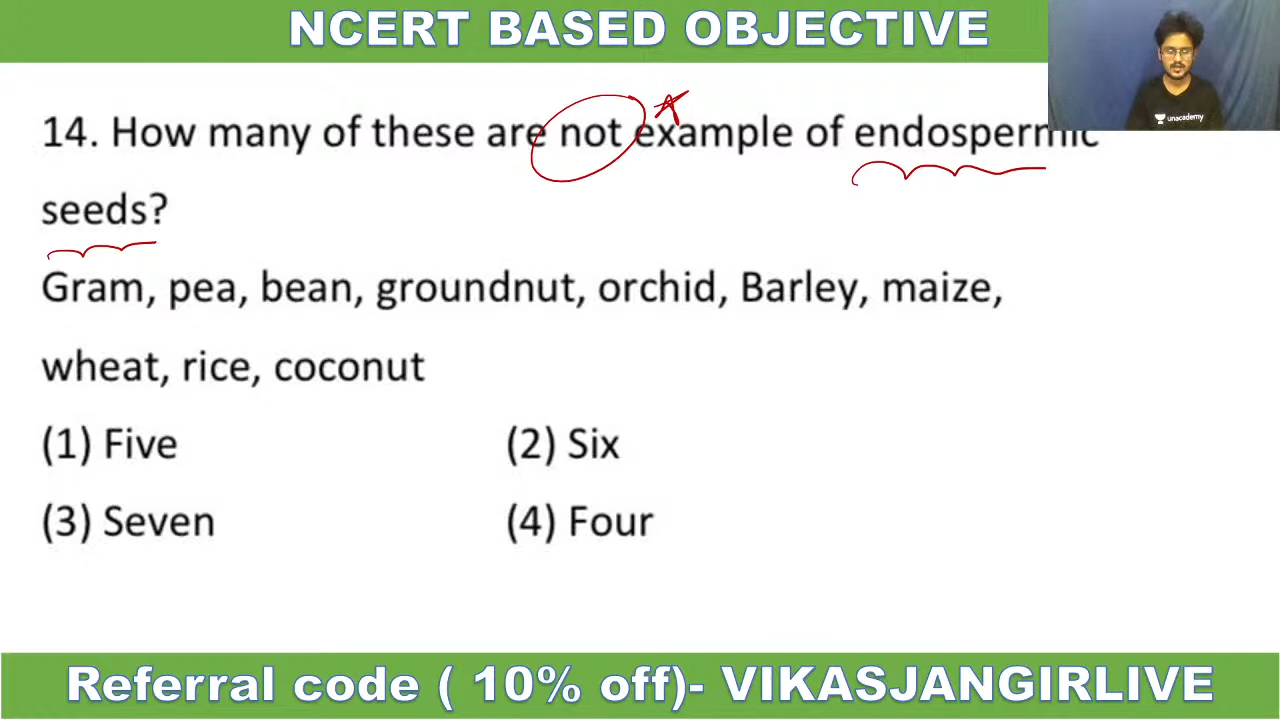 NCERT BASED OBJECTIVE
unacademy
14. How many of these are not example of endospermic
seeds?
Gram, pea, bean, groundnut, orchid, Barley, maize,
wheat, rice, coconut
(1) Five (2) Six
(3) Seven (4) Four
Referral code ( 10% off)- VIKASJANGIRLIVE